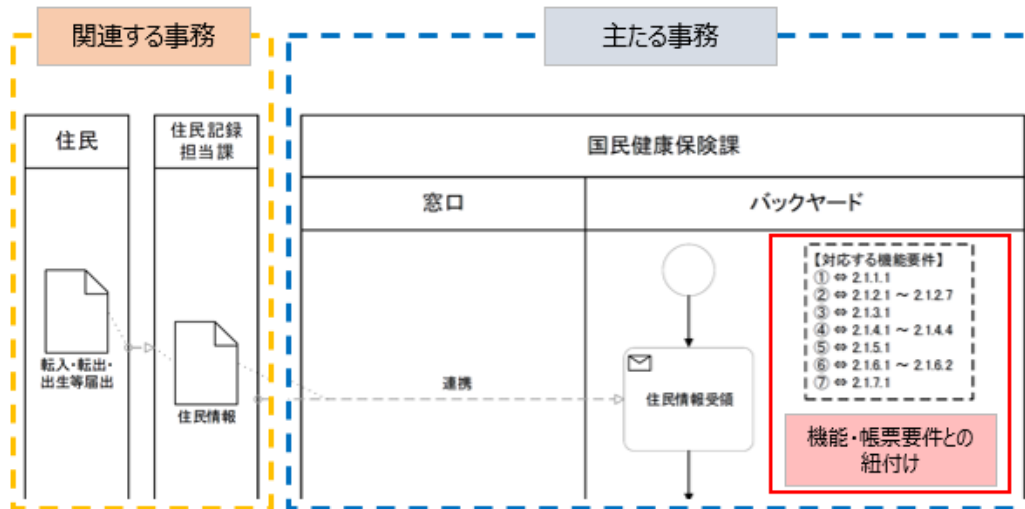 関連する事務
主たる事務
住民
住民記録
担当課
国民健康保険課
窓口
バックヤード
【対応する機能要件】
① ⇔ 2.1.1.1
② ⇔ 2.1.2.1 ～ 2.1.2.7
③ ⇔ 2.1.3.1
④ ⇔ 2.1.4.1 ～ 2.1.4.4
⑤ ⇔ 2.1.5.1
⑥ ⇔ 2.1.6.1 ～ 2.1.6.2
⑦ ⇔ 2.1.7.1
転入・転出・
出生等届出
住民情報
連携
住民情報受領
機能・帳票要件との
紐付け